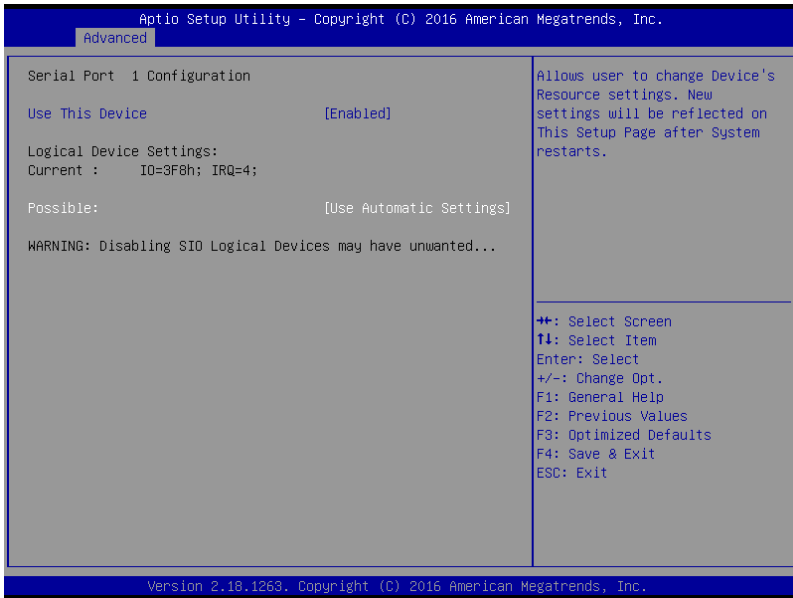 Aptio Setup Utility – Copyright (C) 2016 American Megatrends, Inc.
Advanced
Serial Port 1 Configuration
Use This Device [Enabled]
Logical Device Settings:
Current : IO=3F8h; IRQ=4;
Possible: [Use Automatic Settings]
WARNING: Disabling SIO Logical Devices may have unwanted...
Allows user to change Device's
Resource settings. New
settings will be reflected on
This Setup Page after System
restarts.
→←: Select Screen
↑↓: Select Item
Enter: Select
+/-: Change Opt.
F1: General Help
F2: Previous Values
F3: Optimized Defaults
F4: Save & Exit
ESC: Exit
Version 2.18.1263. Copyright (C) 2016 American Megatrends, Inc.